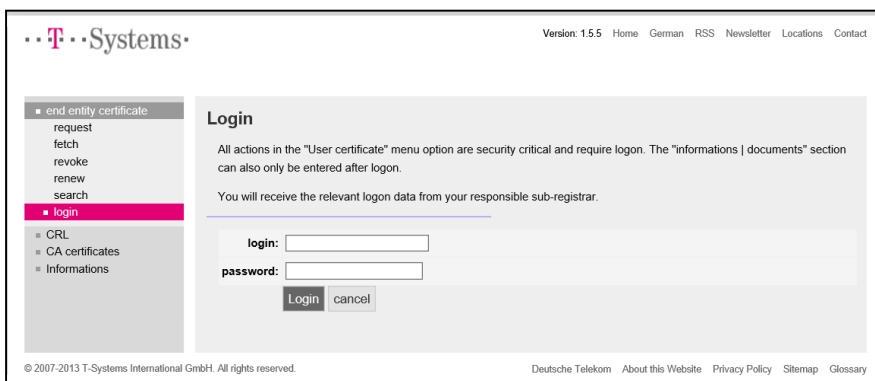 ··T··Systems·
Version: 1.5.5 Home German RSS Newsletter Locations Contact
end entity certificate
request
fetch
revoke
renew
search
login
CRL
CA certificates
Informations
Login
All actions in the "User certificate" menu option are security critical and require logon. The "informations | documents" section
can also only be entered after logon.
You will receive the relevant logon data from your responsible sub-registrar.
login:
password:
Login cancel
© 2007-2013 T-Systems International GmbH. All rights reserved.
Deutsche Telekom About this Website Privacy Policy Sitemap Glossary